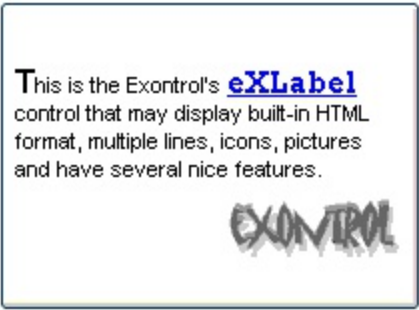 This is the Exontrol's eXLabel
control that may display built-in HTML
format, multiple lines, icons, pictures
and have several nice features.
EXONTROL